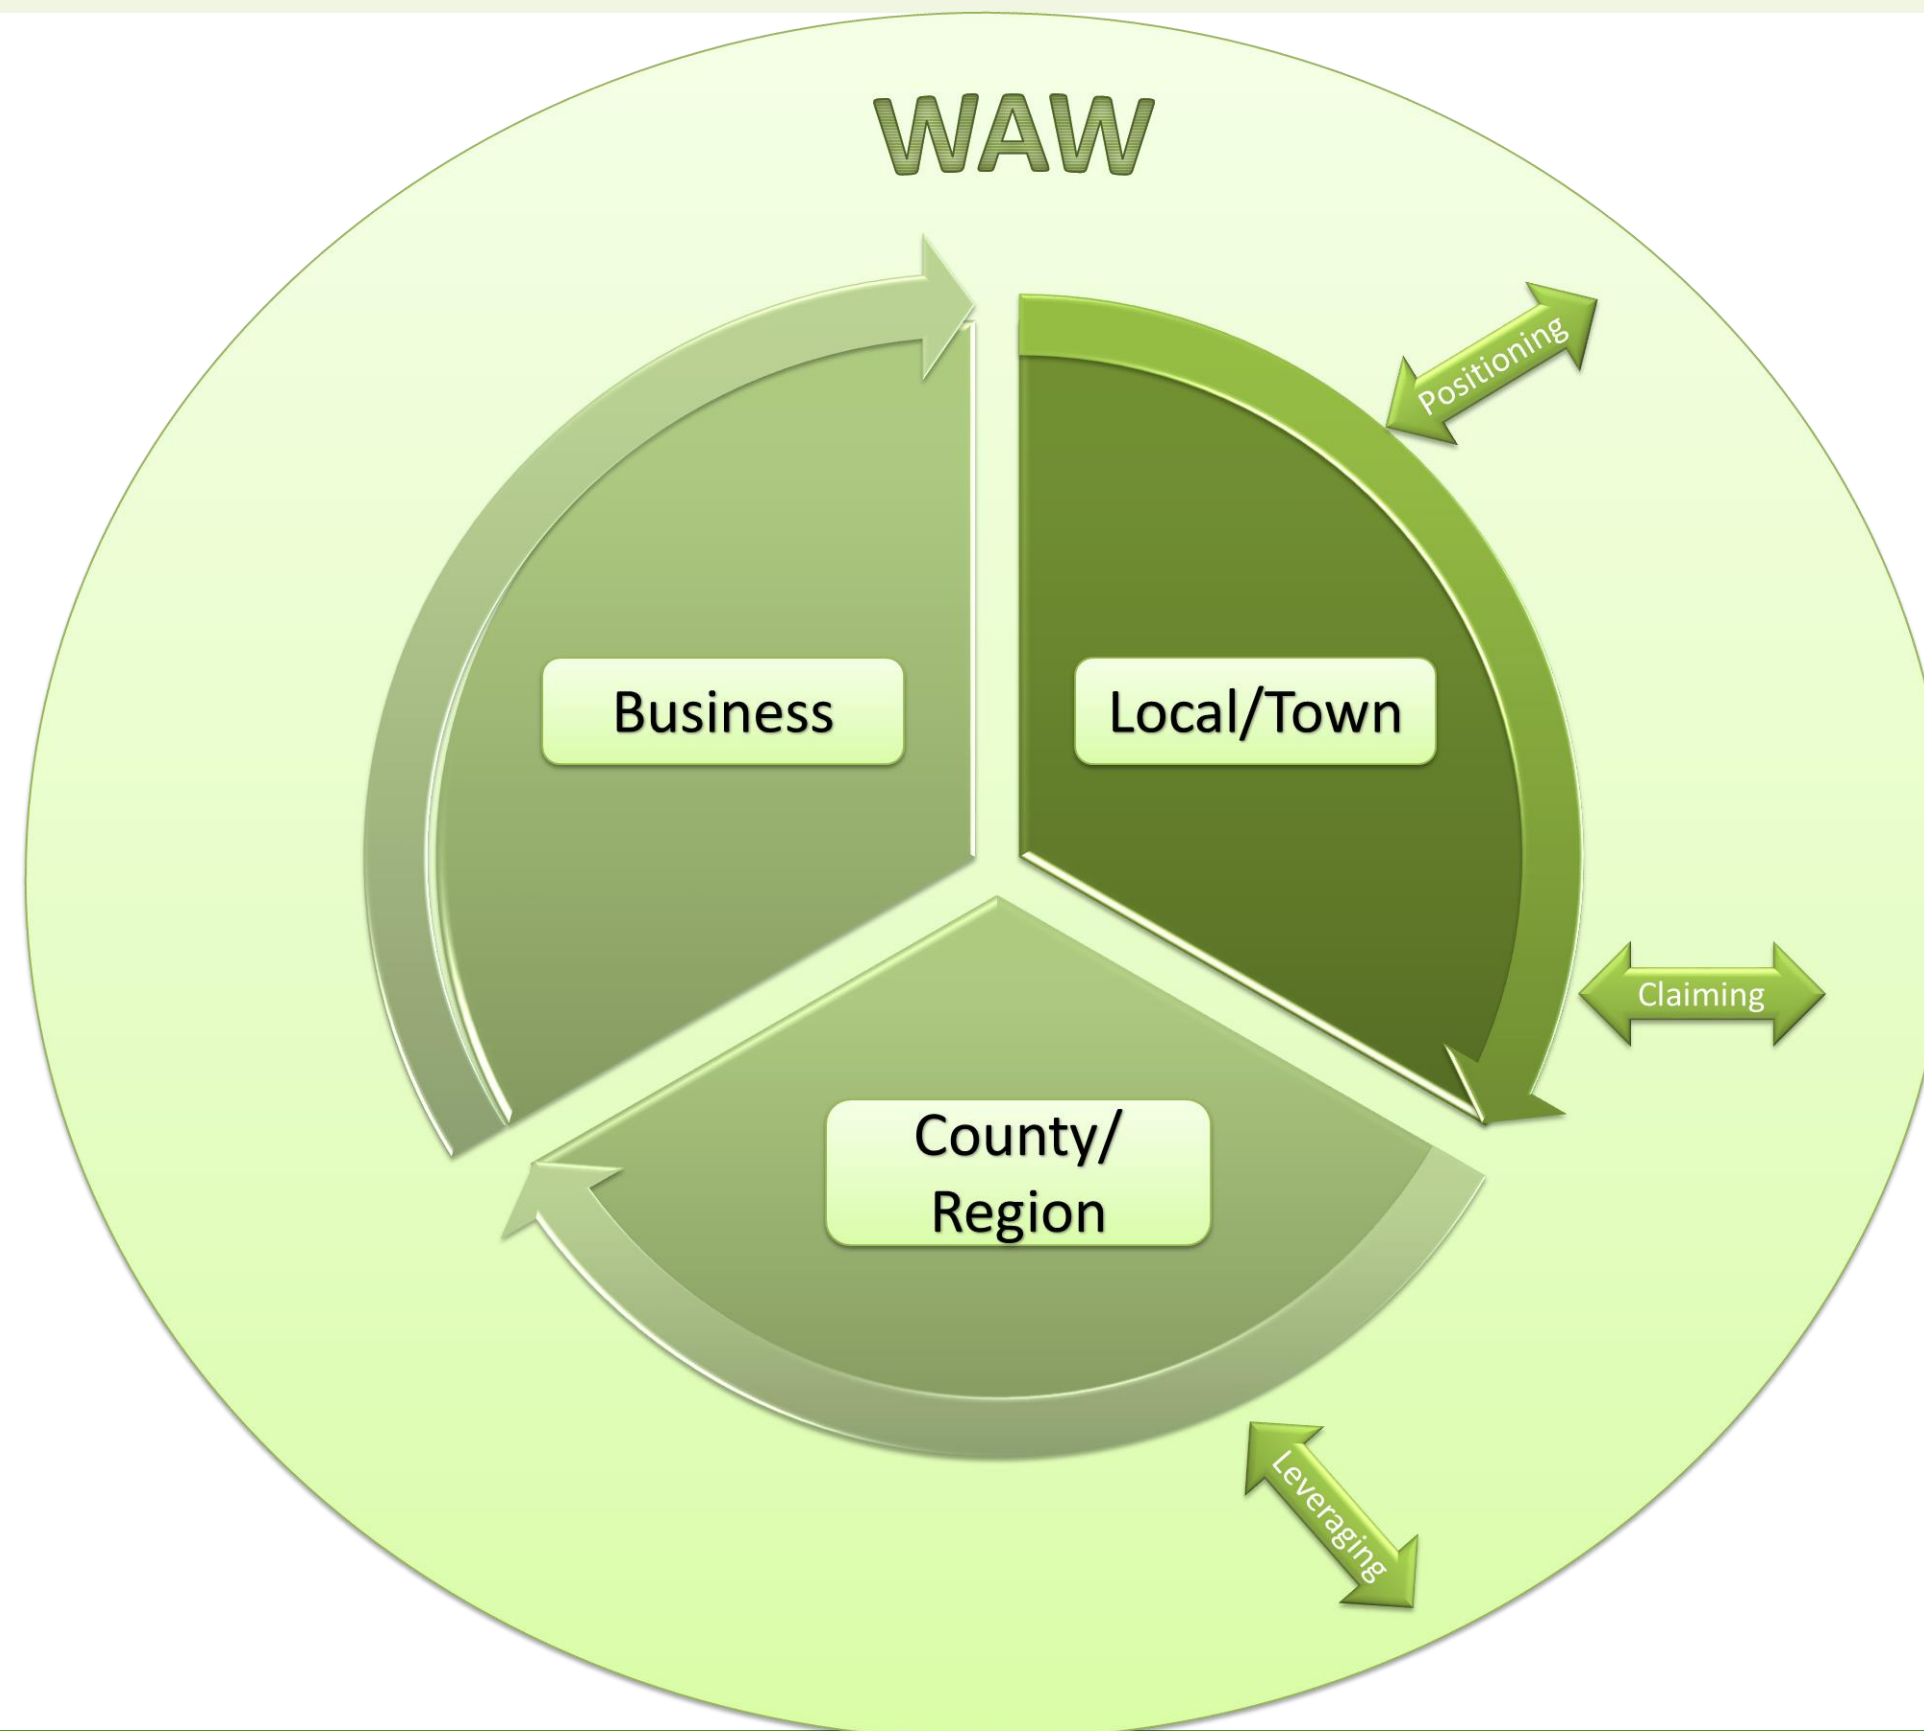 WAW
Positioning
Business
Local/Town
Claiming
County/
Region
Leveraging